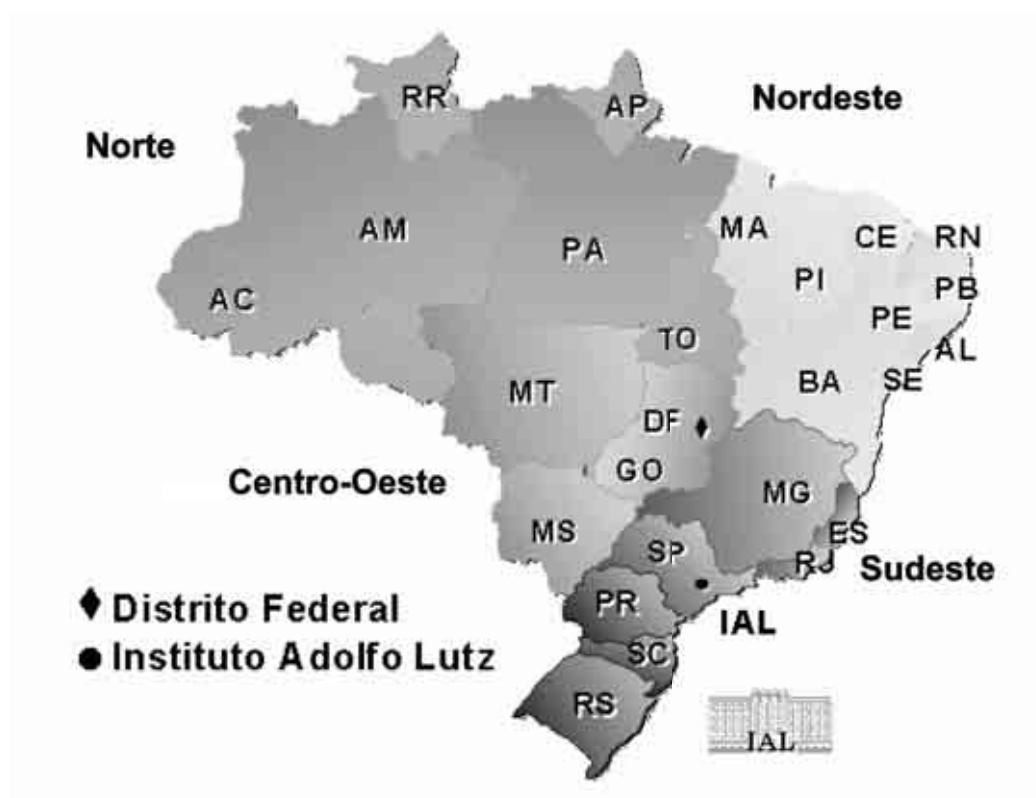 RR
AP
Nordeste
Norte
AM
PA
MA
CE
RN
PI
PB
AC
PE
TO
AL
MT
BA
SE
DF
GO
Centro-Oeste
MG
MS
SP
ES
RJ
Sudeste
PR
Distrito Federal
IAL
SC
Instituto Adolfo Lutz
RS
IAL